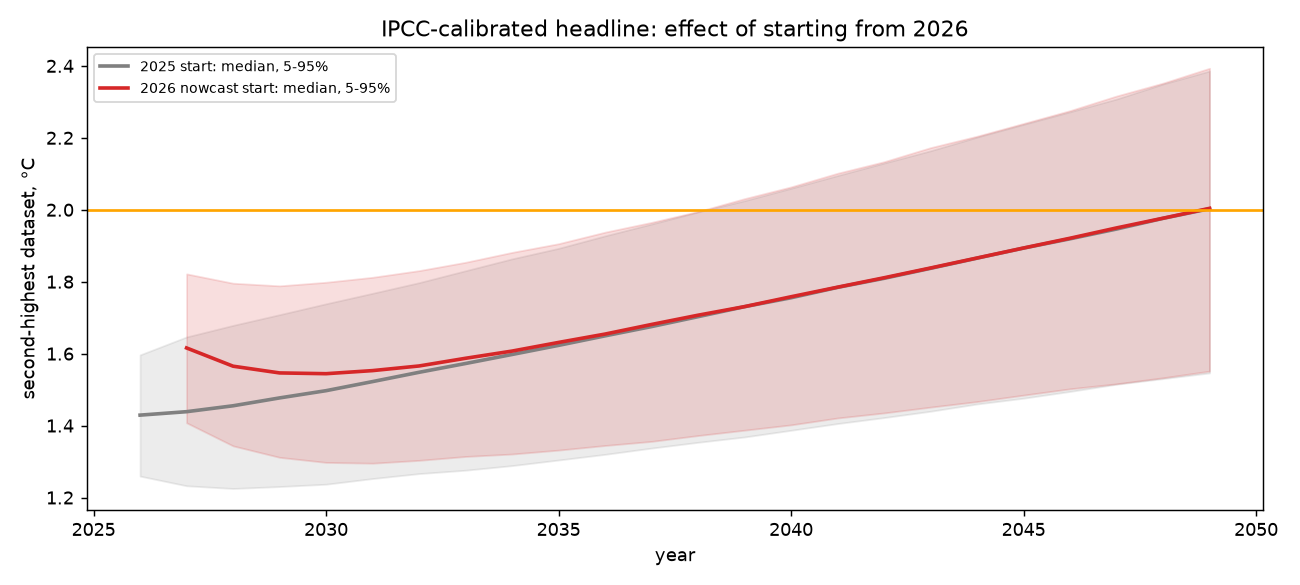 IPCC-calibrated headline: effect of starting from 2026
2025 start: median, 5-95%
2026 nowcast start: median, 5-95%
second-highest dataset, °C
2.4
2.2
2.0
1.8
1.6
1.4
1.2
2025
2030
2035
2040
2045
2050
year